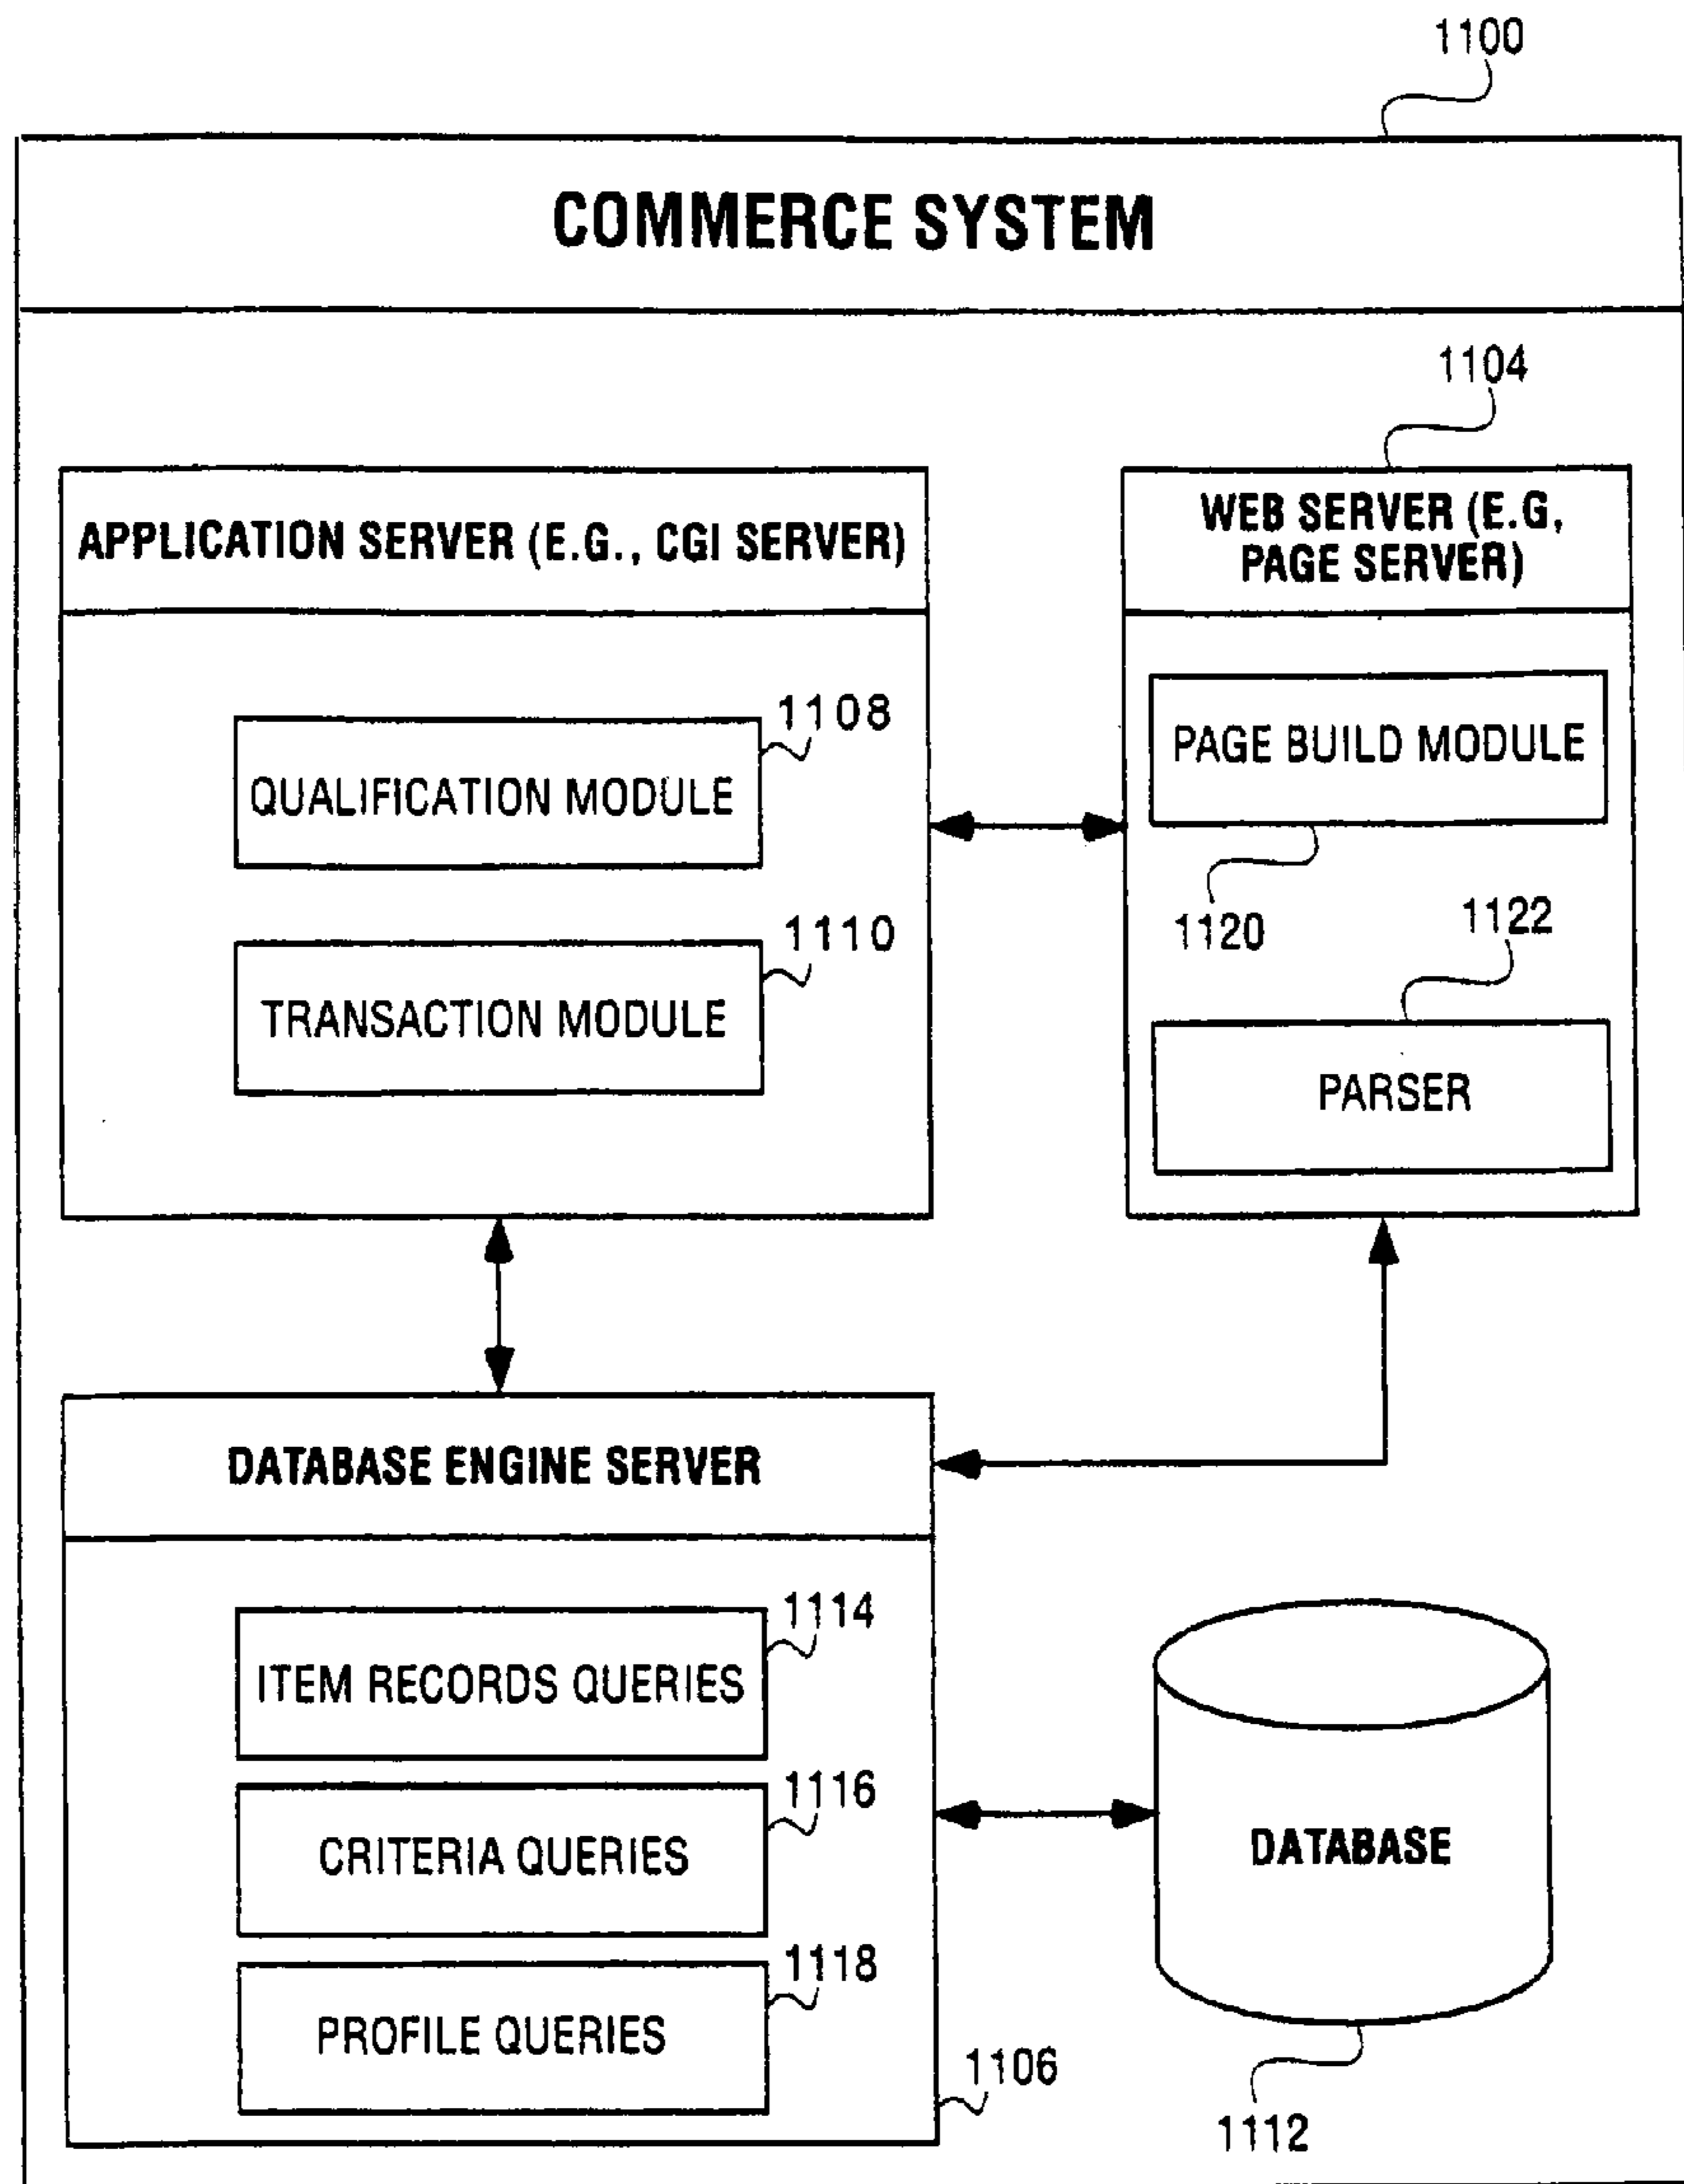 1100
COMMERCE SYSTEM
1104
APPLICATION SERVER (E.G., CGI SERVER)
WEB SERVER (E.G,
PAGE SERVER)
1108
QUALIFICATION MODULE
PAGE BUILD MODULE
1120
1110
TRANSACTION MODULE
1122
PARSER
DATABASE ENGINE SERVER
1114
ITEM RECORDS QUERIES
1116
CRITERIA QUERIES
1118
PROFILE QUERIES
1106
DATABASE
1112